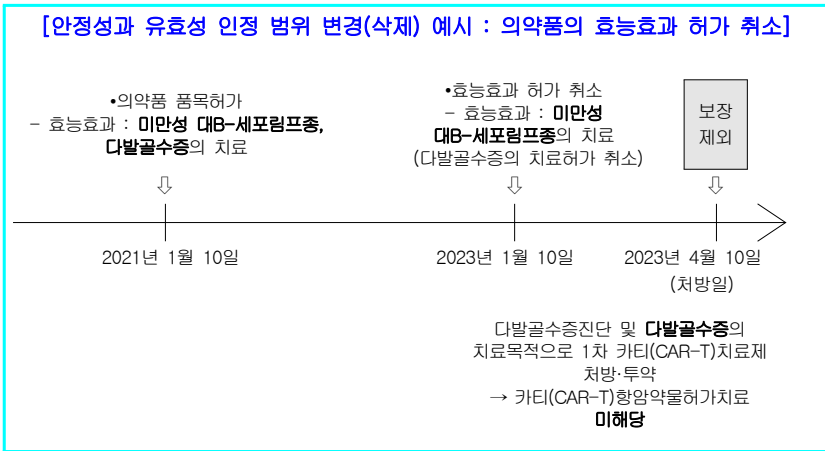 [안정성과 유효성 인정 범위 변경(삭제) 예시 : 의약품의 효능효과 허가 취소]
•의약품 품목허가
- 효능효과 : 미만성 대B-세포림프종,
다발골수증의 치료
•효능효과 허가 취소
- 효능효과 : 미만성
대B-세포림프종의 치료
(다발골수증의 치료허가 취소)
보장
제외
⇩
⇩
⇩
2021년 1월 10일
2023년 1월 10일
2023년 4월 10일
(처방일)
다발골수증진단 및 다발골수증의
치료목적으로 1차 카티(CAR-T)치료제
처방·투약
→ 카티(CAR-T)항암약물허가치료
미해당